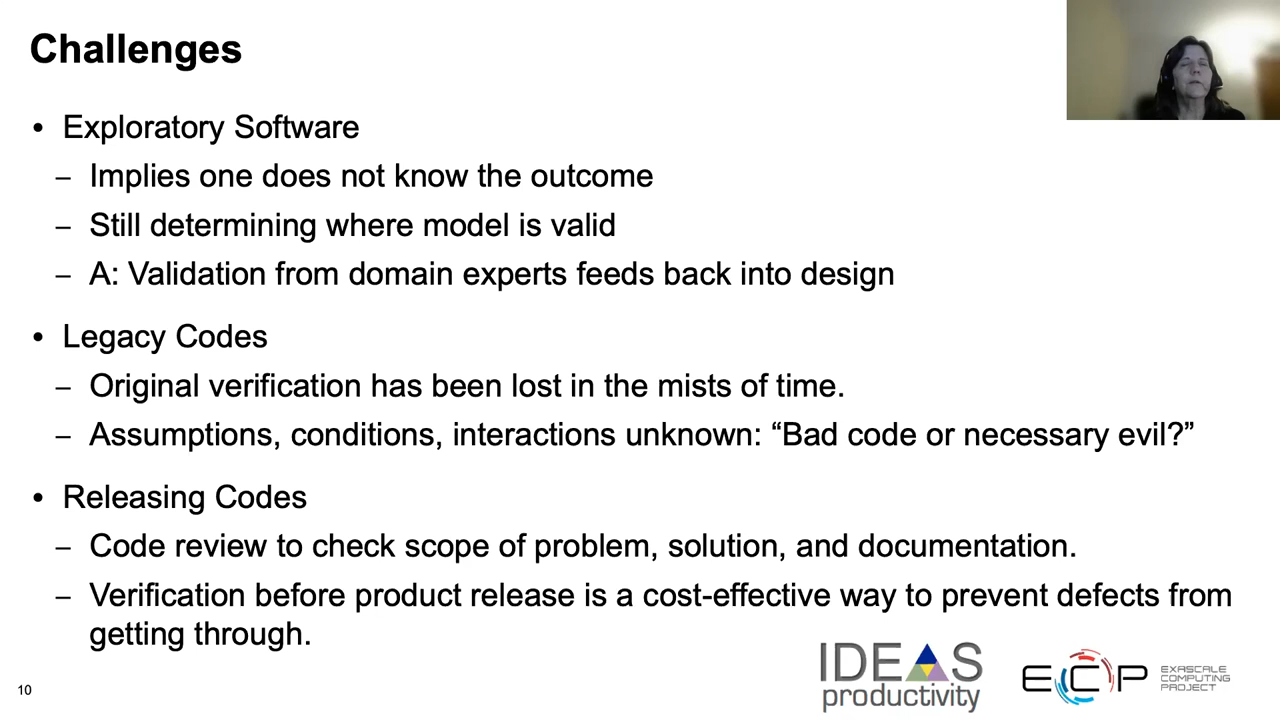 Challenges
• Exploratory Software
– Implies one does not know the outcome
– Still determining where model is valid
– A: Validation from domain experts feeds back into design
• Legacy Codes
– Original verification has been lost in the mists of time.
– Assumptions, conditions, interactions unknown: “Bad code or necessary evil?”
• Releasing Codes
– Code review to check scope of problem, solution, and documentation.
– Verification before product release is a cost-effective way to prevent defects from
getting through.
10
IDEAS
productivity
ECP
EXASCALE
COMPUTING
PROJECT